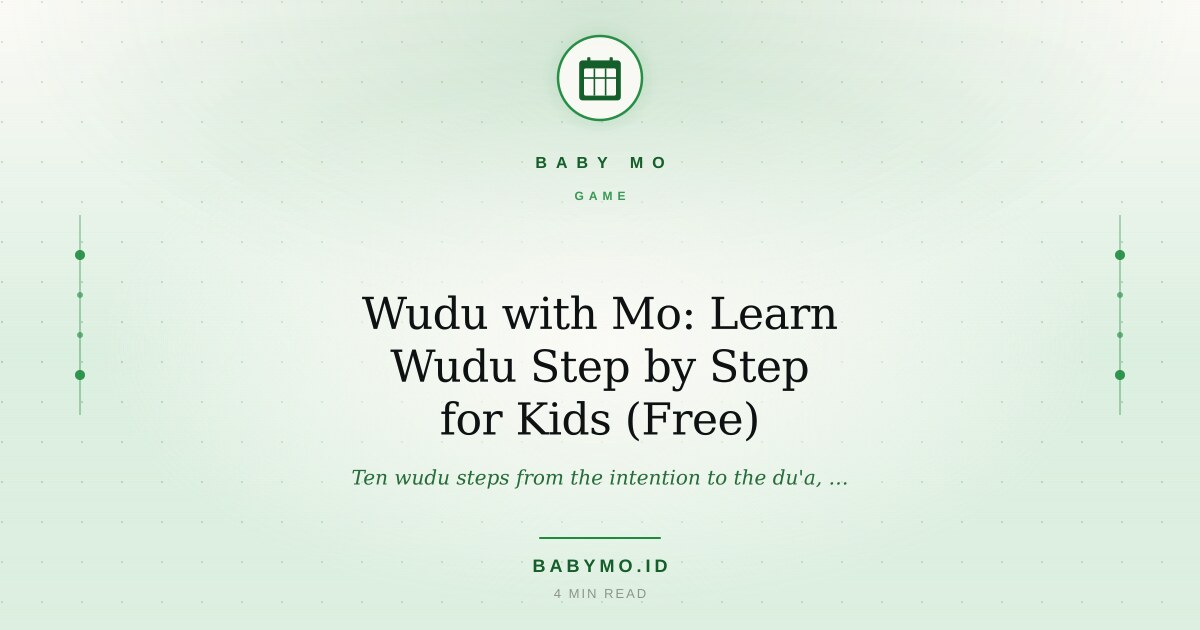 BABY MO
GAME
Wudu with Mo: Learn
Wudu Step by Step
for Kids (Free)
Ten wudu steps from the intention to the du'a, ...
BABYMO.ID
4 MIN READ